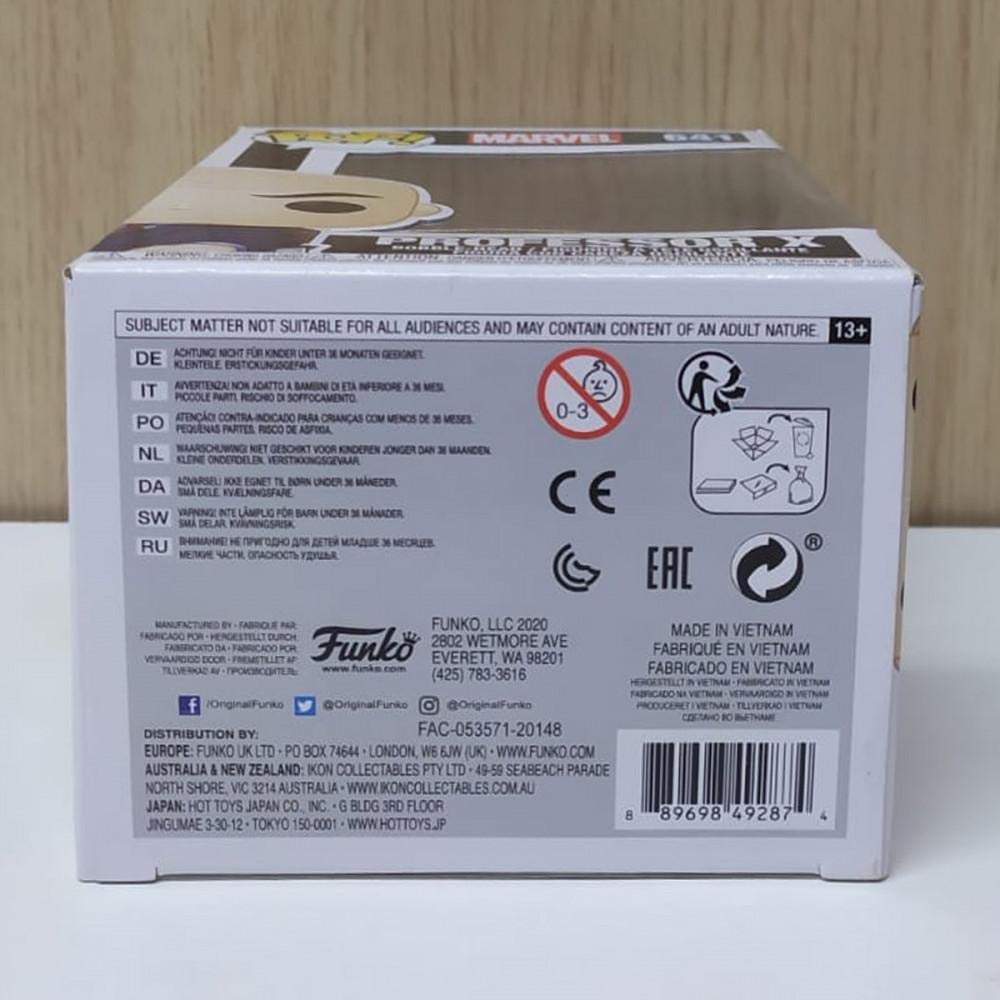 POP!
MARVEL
641
PROFESSOR X
SUBJECT MATTER NOT SUITABLE FOR ALL AUDIENCES AND MAY CONTAIN CONTENT OF AN ADULT NATURE. 13+
DE ACHTUNG! NICHT FÜR KINDER UNTER 36 MONATEN GEEIGNET.
KLEINTEILE. ERSTICKUNGSGEFAHR.
IT AVVERTENZA! NON ADATTO A BAMBINI DI ETÀ INFERIORE A 36 MESI.
PICCOLE PARTI. RISCHIO DI SOFFOCAMENTO.
PO ATENÇÃO! CONTRA-INDICADO PARA CRIANÇAS COM MENOS DE 36 MESES.
PEQUENAS PARTES. RISCO DE ASFIXIA.
NL WAARSCHUWING! NIET GESCHIKT VOOR KINDEREN JONGER DAN 36 MAANDEN.
KLEINE ONDERDELEN. VERSTIKKINGSGEVAAR.
DA ADVARSEL! IKKE EGNET TIL BØRN UNDER 36 MÅNEDER.
SMÅ DELE. KVÆLNINGSFARE.
SW VARNING! INTE LÄMPLIG FÖR BARN UNDER 36 MÅNADER.
SMÅ DELAR. KVÄVNINGSRISK.
RU ВНИМАНИЕ! НЕ ПРИГОДНО ДЛЯ ДЕТЕЙ МЛАДШЕ 36 МЕСЯЦЕВ.
МЕЛКИЕ ЧАСТИ. ОПАСНОСТЬ УДУШЬЯ.
0-3
CE
EAC
®
MANUFACTURED BY • FABRIQUÉ PAR:
FABRICADO POR • HERGESTELLT DURCH:
FABBRICATO DA • FABRICADO POR:
VERVAARDIGD DOOR • FREMSTILLET AF:
TILLVERKAD AV • ПРОИЗВОДИТЕЛЬ:
Funko
www.funko.com
FUNKO, LLC 2020
2802 WETMORE AVE
EVERETT, WA 98201
(425) 783-3616
/OriginalFunko @OriginalFunko @OriginalFunko
FAC-053571-20148
MADE IN VIETNAM
FABRIQUÉ EN VIETNAM
FABRICADO EN VIETNAM
HERGESTELLT IN VIETNAM • FABBRICATO IN VIETNAM
FABRICADO NA VIETNAM • VERVAARDIGD IN VIETNAM
PRODUCERET I VIETNAM • TILLVERKAD I VIETNAM
СДЕЛАНО ВО ВЬЕТНАМЕ
DISTRIBUTION BY:
EUROPE: FUNKO UK LTD • PO BOX 74644 • LONDON, W6 6JW (UK) • WWW.FUNKO.COM
AUSTRALIA & NEW ZEALAND: IKON COLLECTABLES PTY LTD • 49-59 SEABEACH PARADE
NORTH SHORE, VIC 3214 AUSTRALIA • WWW.IKONCOLLECTABLES.COM.AU
JAPAN: HOT TOYS JAPAN CO., INC. • G BLDG 3RD FLOOR
JINGUMAE 3-30-12 • TOKYO 150-0001 • WWW.HOTTOYS.JP
8 89698 49287 4